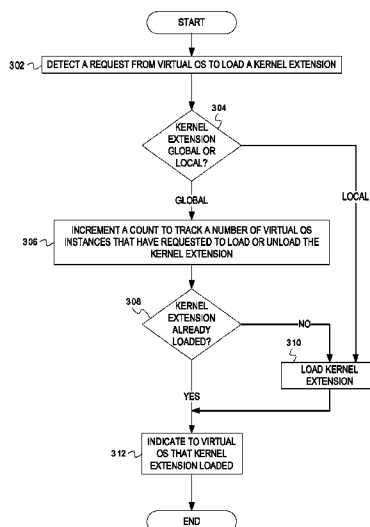 START
302
DETECT A REQUEST FROM VIRTUAL OS TO LOAD A KERNEL EXTENSION
304
KERNEL
EXTENSION
GLOBAL OR
LOCAL?
GLOBAL
LOCAL
306
INCREMENT A COUNT TO TRACK A NUMBER OF VIRTUAL OS
INSTANCES THAT HAVE REQUESTED TO LOAD OR UNLOAD THE
KERNEL EXTENSION
308
KERNEL
EXTENSION
ALREADY
LOADED?
NO
310
LOAD KERNEL
EXTENSION
YES
312
INDICATE TO VIRTUAL
OS THAT KERNEL
EXTENSION LOADED
END